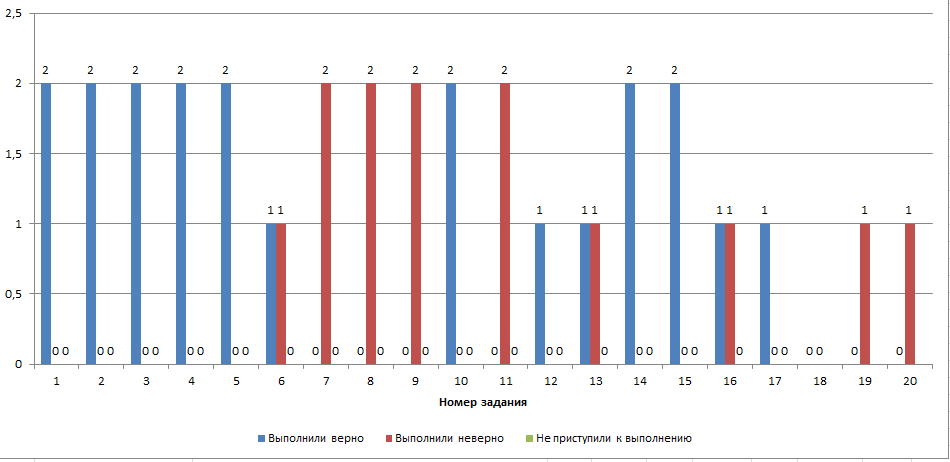 2,5
2 2 2 2 2 2 2 2 2 2 2 2
2
1,5
1 1 1 1 1 1 1 1 1 1
1
0,5
0 0 0 0 0 0 0 0 0 0 0 0 0 0 0 0 0 0 0 0 0 0 0 0 0 0 0 0 0 0 0 0 0 0
0
1 2 3 4 5 6 7 8 9 10 11 12 13 14 15 16 17 18 19 20
Номер задания
Выполнили верно Выполнили неверно Не приступили к выполнению